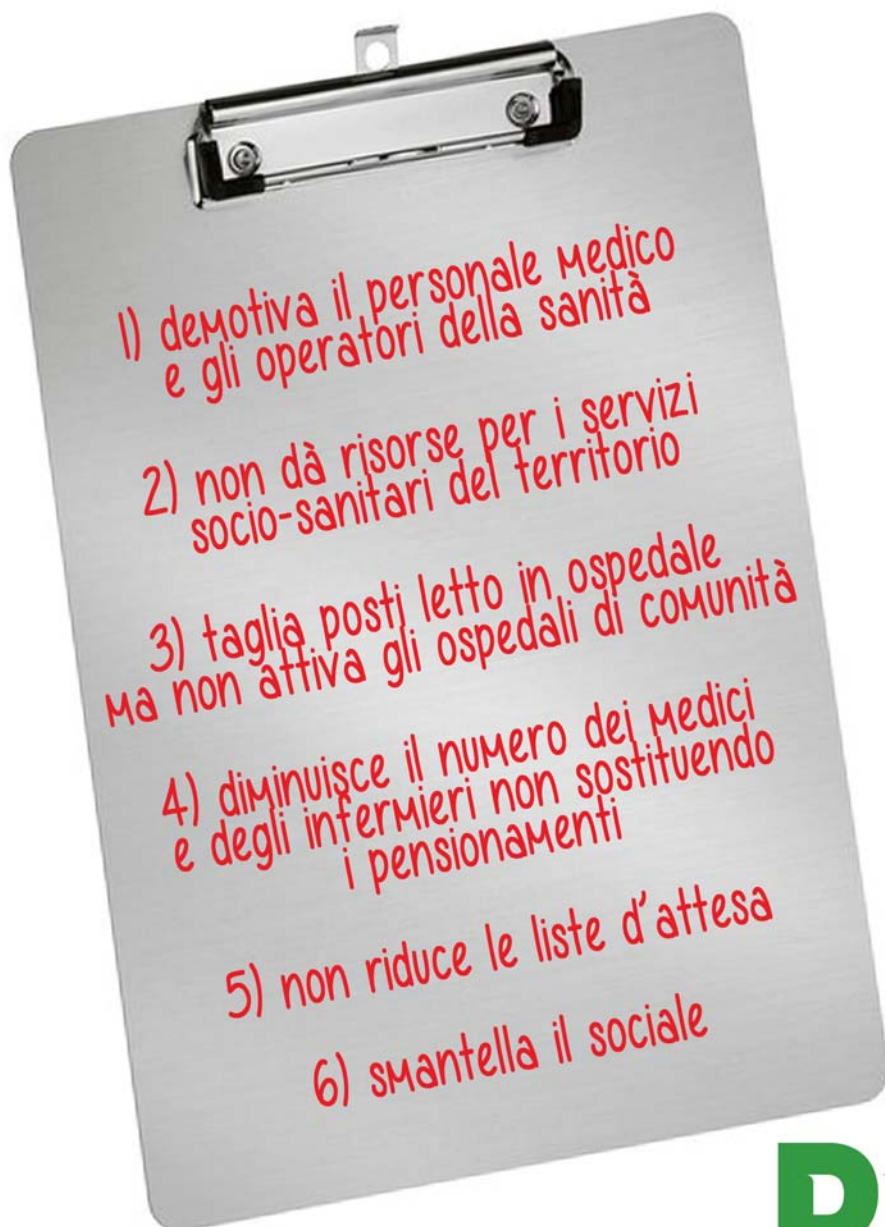 1) demotiva il personale medico
e gli operatori della sanità
2) non dà risorse per i servizi
socio-sanitari del territorio
3) taglia posti letto in ospedale
ma non attiva gli ospedali di comunità
4) diminuisce il numero dei medici
e degli infermieri non sostituendo
i pensionamenti
5) non riduce le liste d'attesa
6) smantella il sociale
P